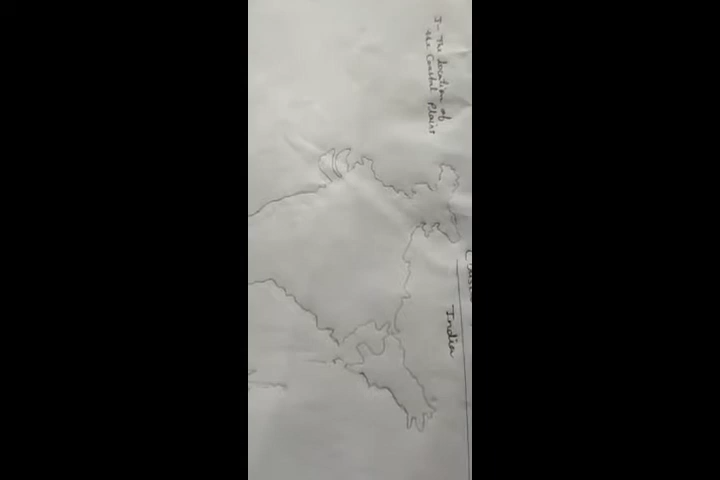 India
I - The location of
the Coastal Plains